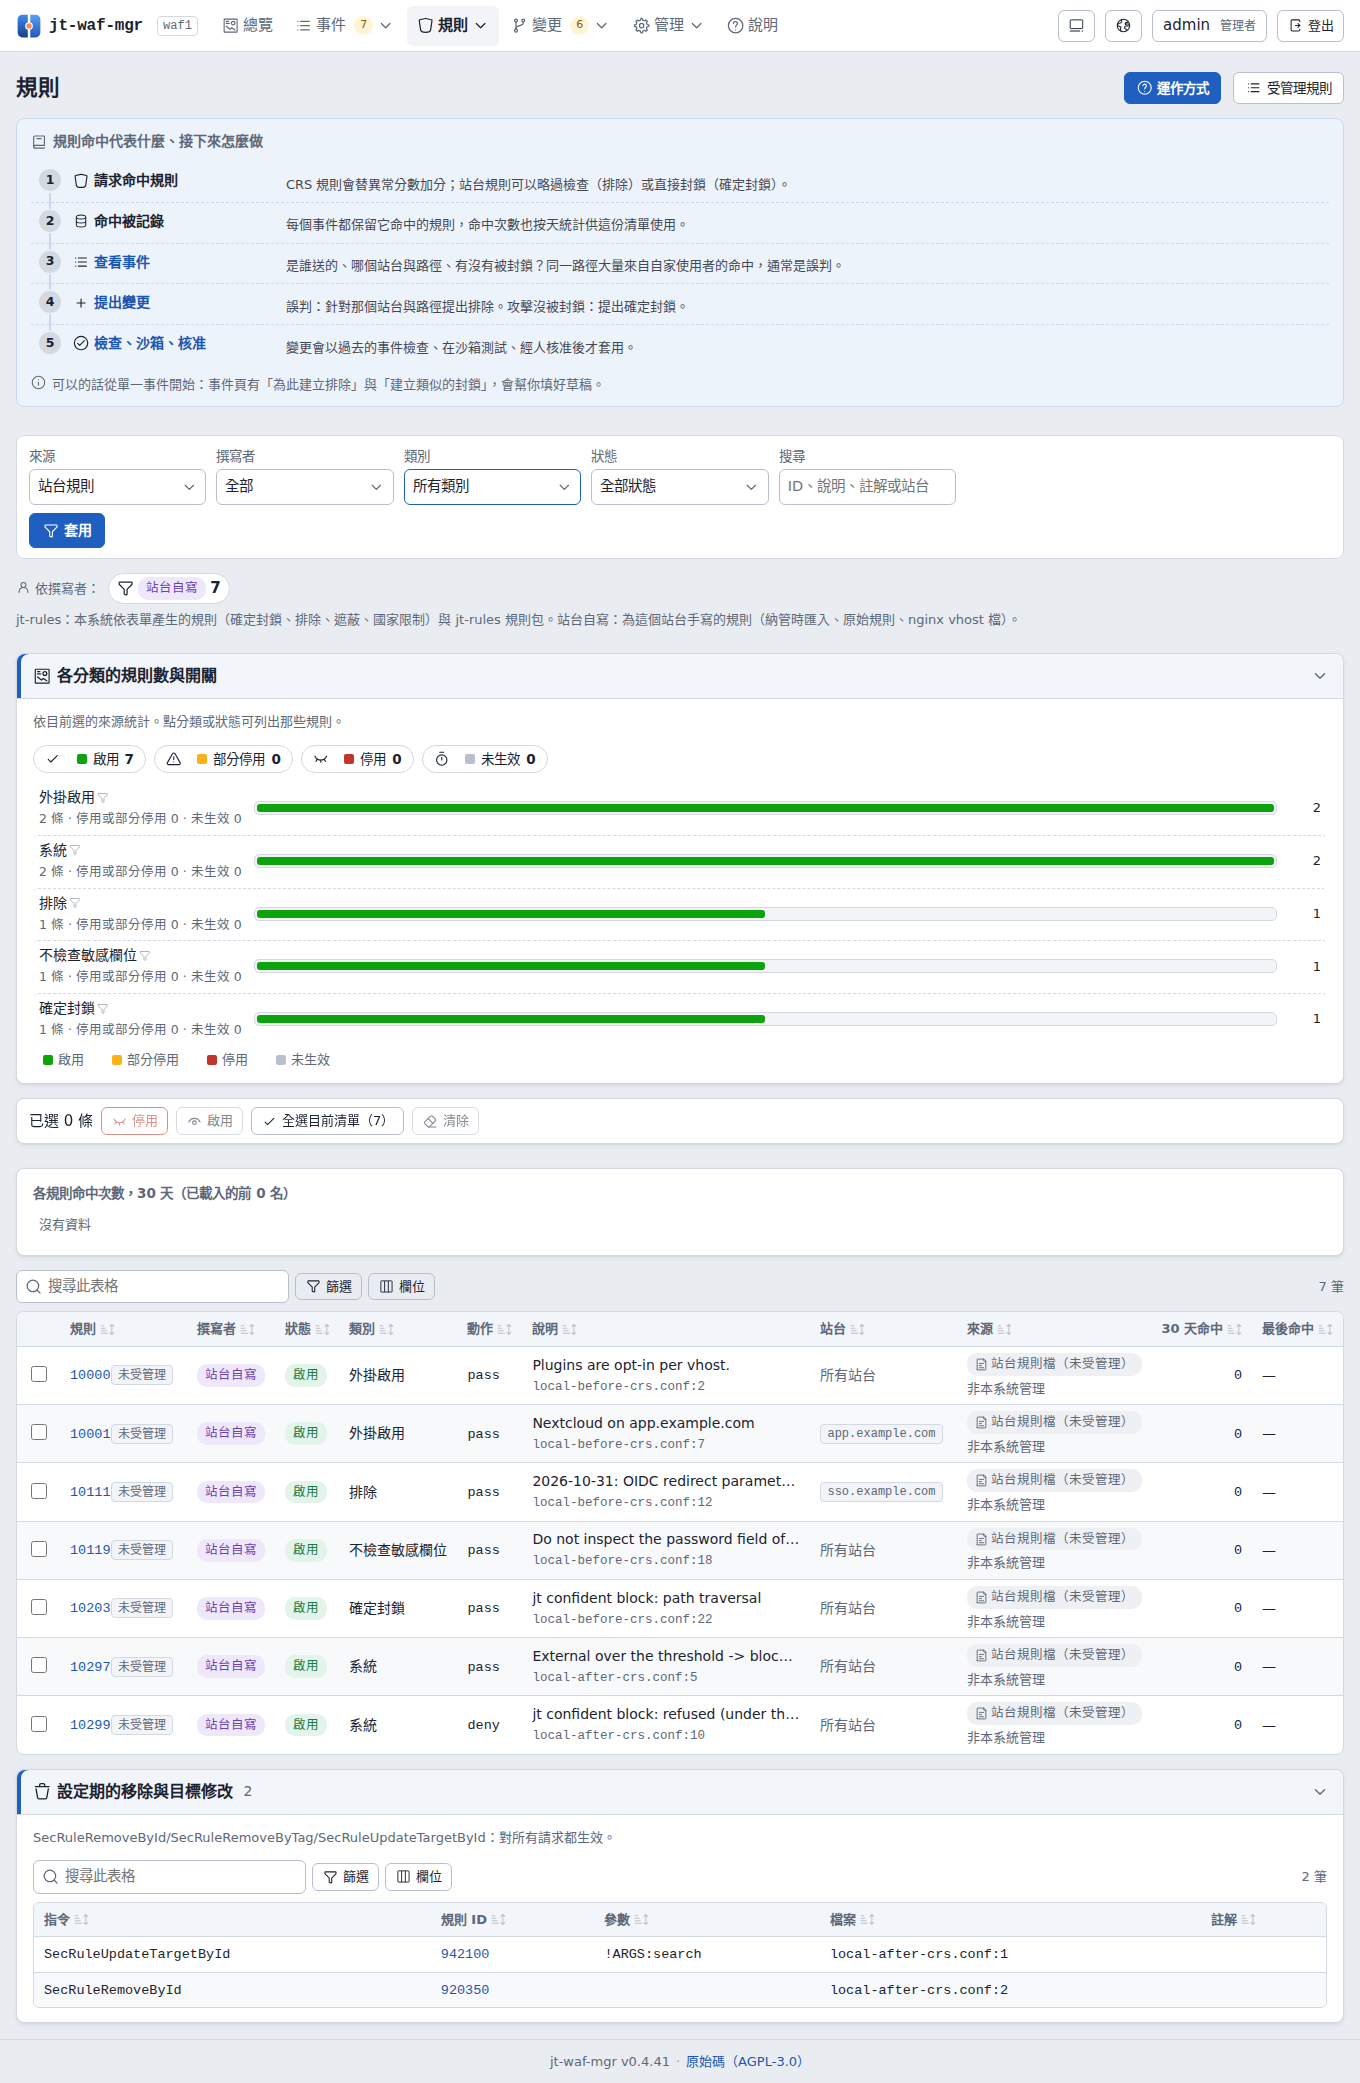 jt-waf-mgr waf1 總覽 事件 7 規則 變更 6 管理 說明 admin 管理者 登出
規則 運作方式 受管理規則
規則命中代表什麼、接下來怎麼做
1 請求命中規則 CRS 規則會替異常分數加分；站台規則可以略過檢查（排除）或直接封鎖（確定封鎖）。
2 命中被記錄 每個事件都保留它命中的規則，命中次數也按天統計供這份清單使用。
3 查看事件 是誰送的、哪個站台與路徑、有沒有被封鎖？同一路徑大量來自自家使用者的命中，通常是誤判。
4 提出變更 誤判：針對那個站台與路徑提出排除。攻擊沒被封鎖：提出確定封鎖。
5 檢查、沙箱、核准 變更會以過去的事件檢查、在沙箱測試、經人核准後才套用。
可以的話從單一事件開始：事件頁有「為此建立排除」與「建立類似的封鎖」，會幫你填好草稿。
來源 撰寫者 類別 狀態 搜尋
站台規則 全部 所有類別 全部狀態 ID、說明、註解或站台
套用
依撰寫者： 站台自寫 7
jt-rules：本系統依表單產生的規則（確定封鎖、排除、遮蔽、國家限制）與 jt-rules 規則包。站台自寫：為這個站台手寫的規則（納管時匯入、原始規則、nginx vhost 檔）。
各分類的規則數與開關
依目前選的來源統計。點分類或狀態可列出那些規則。
啟用 7 部分停用 0 停用 0 未生效 0
外掛啟用
2 條 · 停用或部分停用 0 · 未生效 0 2
系統
2 條 · 停用或部分停用 0 · 未生效 0 2
排除
1 條 · 停用或部分停用 0 · 未生效 0 1
不檢查敏感欄位
1 條 · 停用或部分停用 0 · 未生效 0 1
確定封鎖
1 條 · 停用或部分停用 0 · 未生效 0 1
啟用 部分停用 停用 未生效
已選 0 條 停用 啟用 全選目前清單（7） 清除
各規則命中次數，30 天（已載入的前 0 名）
沒有資料
搜尋此表格 篩選 欄位 7 筆
規則 撰寫者 狀態 類別 動作 說明 站台 來源 30 天命中 最後命中
10000 未受管理 站台自寫 啟用 外掛啟用 pass Plugins are opt-in per vhost. 所有站台 站台規則檔（未受管理） 0 —
local-before-crs.conf:2 非本系統管理
10001 未受管理 站台自寫 啟用 外掛啟用 pass Nextcloud on app.example.com app.example.com 站台規則檔（未受管理） 0 —
local-before-crs.conf:7 非本系統管理
10111 未受管理 站台自寫 啟用 排除 pass 2026-10-31: OIDC redirect paramet… sso.example.com 站台規則檔（未受管理） 0 —
local-before-crs.conf:12 非本系統管理
10119 未受管理 站台自寫 啟用 不檢查敏感欄位 pass Do not inspect the password field of… 所有站台 站台規則檔（未受管理） 0 —
local-before-crs.conf:18 非本系統管理
10203 未受管理 站台自寫 啟用 確定封鎖 pass jt confident block: path traversal 所有站台 站台規則檔（未受管理） 0 —
local-before-crs.conf:22 非本系統管理
10297 未受管理 站台自寫 啟用 系統 pass External over the threshold -> bloc… 所有站台 站台規則檔（未受管理） 0 —
local-after-crs.conf:5 非本系統管理
10299 未受管理 站台自寫 啟用 系統 deny jt confident block: refused (under th… 所有站台 站台規則檔（未受管理） 0 —
local-after-crs.conf:10 非本系統管理
設定期的移除與目標修改 2
SecRuleRemoveById/SecRuleRemoveByTag/SecRuleUpdateTargetById：對所有請求都生效。
搜尋此表格 篩選 欄位 2 筆
指令 規則 ID 參數 檔案 註解
SecRuleUpdateTargetById 942100 !ARGS:search local-after-crs.conf:1
SecRuleRemoveById 920350 local-after-crs.conf:2
jt-waf-mgr v0.4.41 · 原始碼（AGPL-3.0）